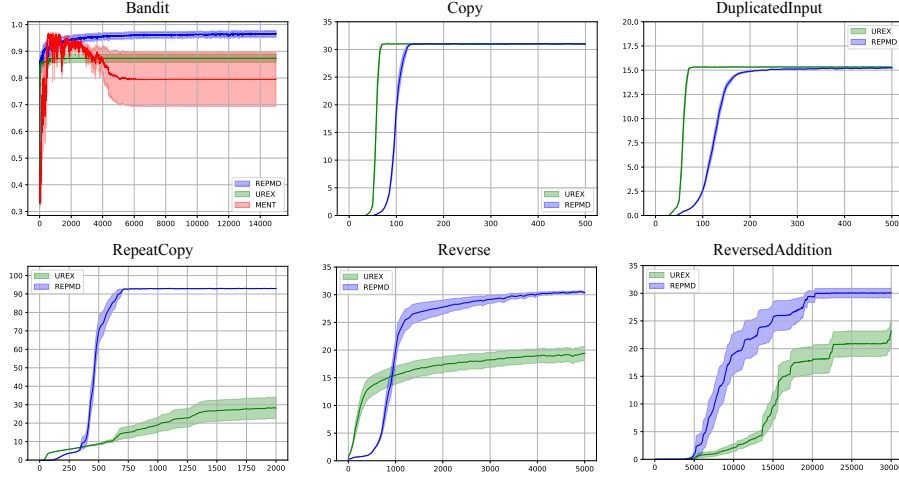 Bandit
1.0
0.9
0.8
0.7
0.6
0.5
0.4
0.3
0 2000 4000 6000 8000 10000 12000 14000
REPMD
UREX
MENT
Copy
35
30
25
20
15
10
5
0
0 100 200 300 400 500
UREX
REPMD
DuplicatedInput
20.0
17.5
15.0
12.5
10.0
7.5
5.0
2.5
0.0
0 100 200 300 400 500
UREX
REPMD
RepeatCopy
100
90
80
70
60
50
40
30
20
10
0
0 250 500 750 1000 1250 1500 1750 2000
UREX
REPMD
Reverse
35
30
25
20
15
10
5
0
0 1000 2000 3000 4000 5000
UREX
REPMD
ReversedAddition
35
30
25
20
15
10
5
0
0 5000 10000 15000 20000 25000 30000
UREX
REPMD